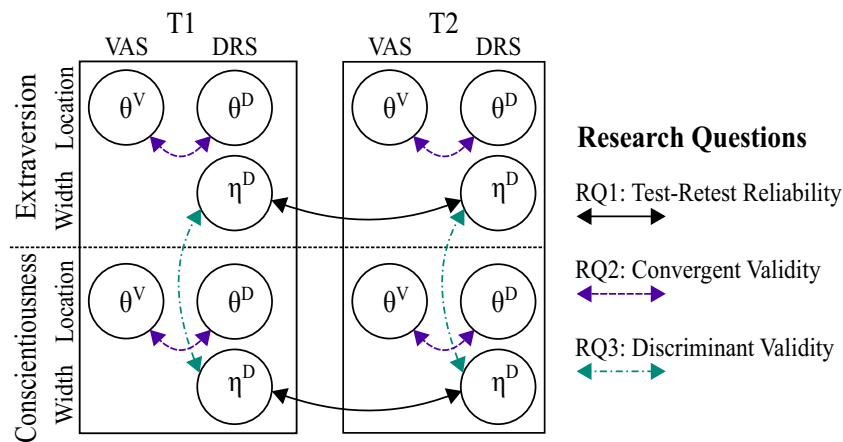 T1
T2
VAS
DRS
VAS
DRS
Extraversion
Location
θV
θD
θV
θD
Width
ηD
ηD
Conscientiousness
Location
θV
θD
θV
θD
Width
ηD
ηD
Research Questions
RQ1: Test-Retest Reliability
RQ2: Convergent Validity
RQ3: Discriminant Validity